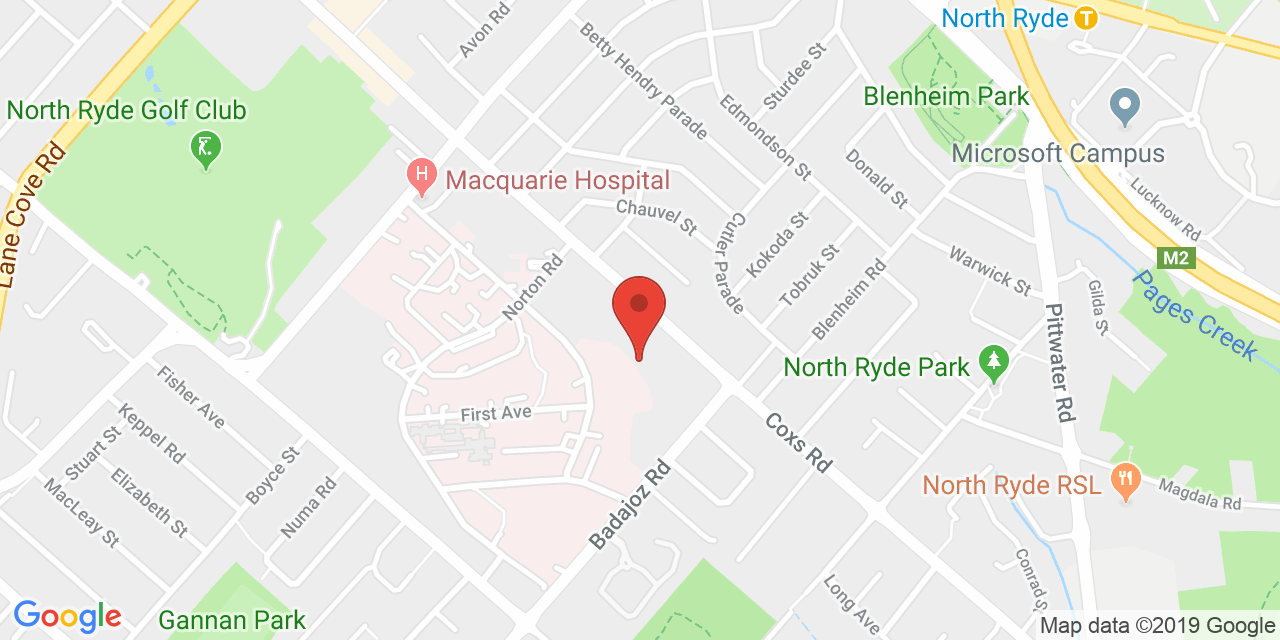 North Ryde
T
Avon Rd
Betty Hendry Parade
Sturdee St
Blenheim Park
North Ryde Golf Club
Edmondson St
Microsoft Campus
Lane Cove Rd
H
Macquarie Hospital
Donald St
Lucknow Rd
Chauvel St
Cutler Parade
Kokoda St
Tobruk St
Warwick St
M2
Norton Rd
Blenheim Rd
Gilda St
Pages Creek
Pittwater Rd
North Ryde Park
Fisher Ave
First Ave
Keppel Rd
Coxs Rd
Stuart St
Boyce St
Elizabeth St
Numa Rd
MacLeay St
Badajoz Rd
North Ryde RSL
Magdala Rd
Conrad S
Long Ave
Google
Gannan Park
Map data ©2019 Google